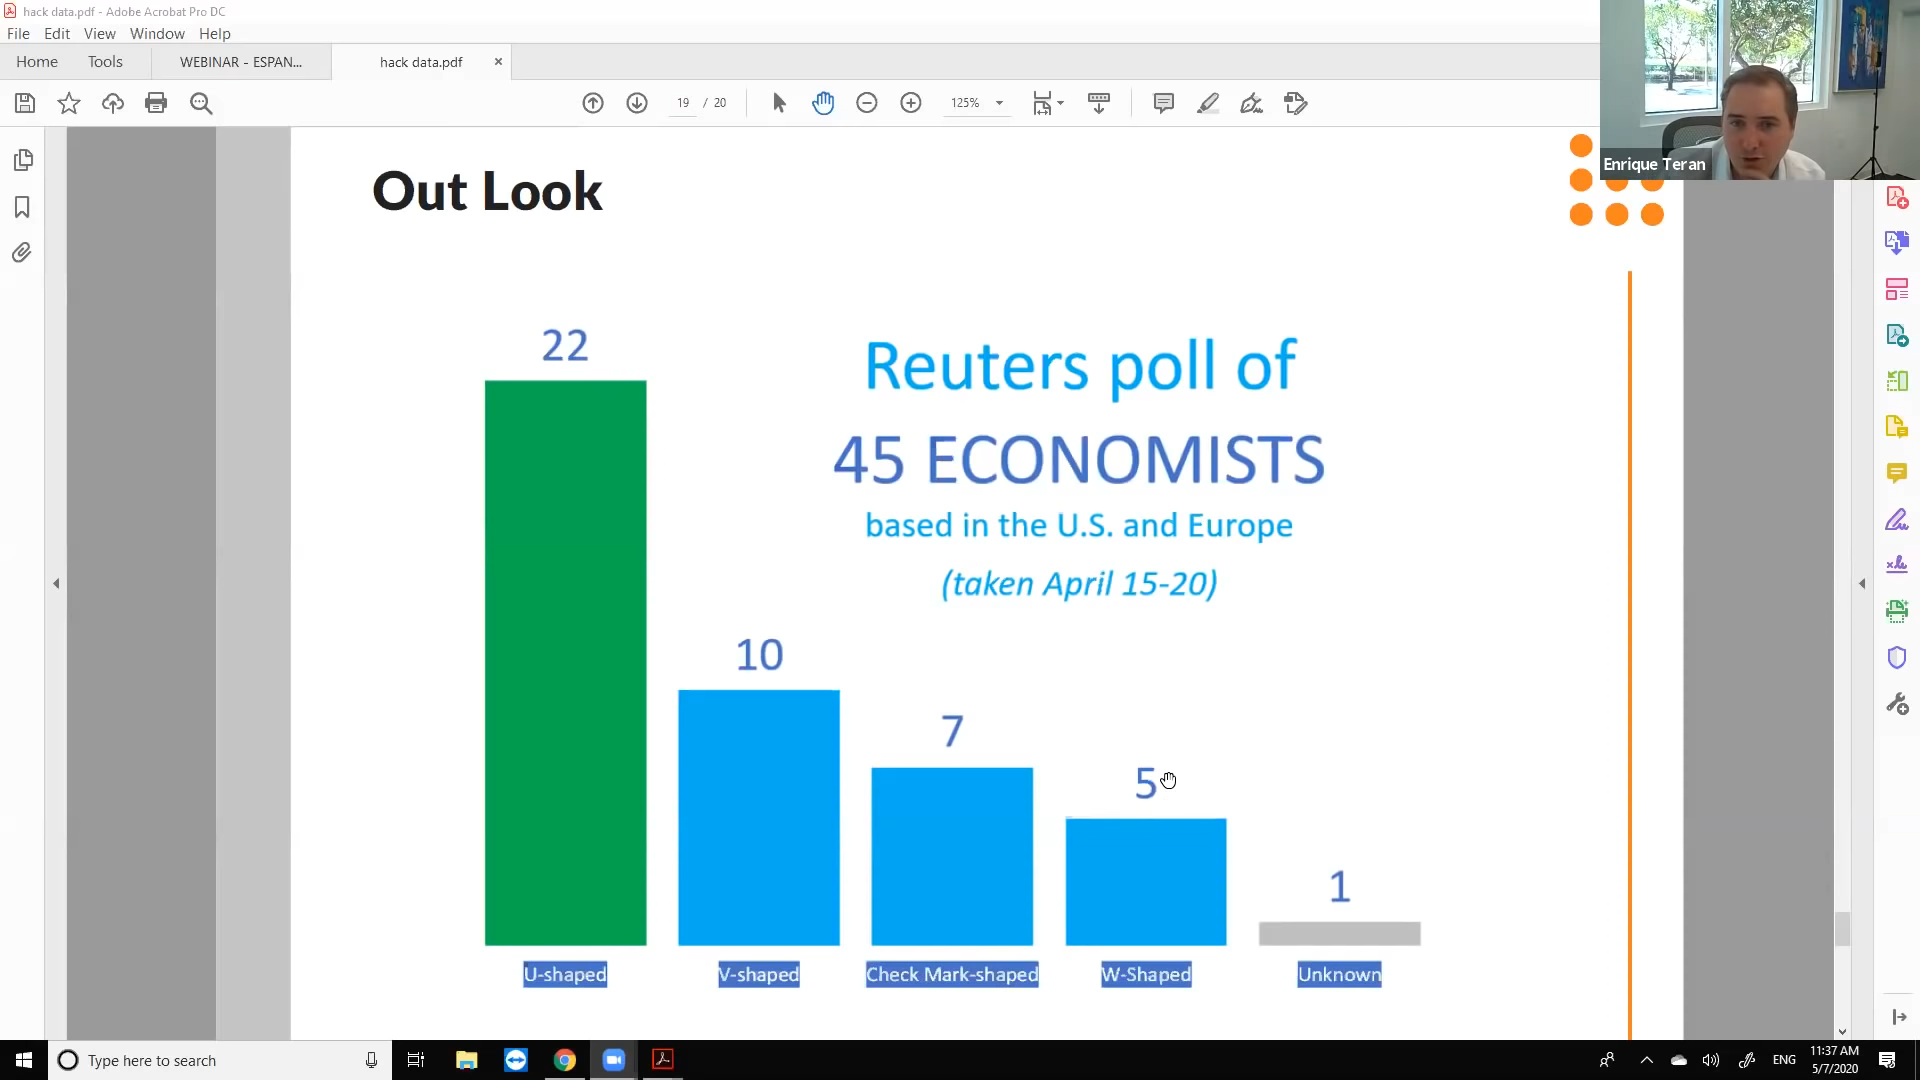 hack data.pdf - Adobe Acrobat Pro DC
File Edit View Window Help
Home Tools WEBINAR - ESPAN... hack data.pdf ×
19 / 20 125%
Enrique Teran
Out Look
Reuters poll of
45 ECONOMISTS
based in the U.S. and Europe
(taken April 15-20)
22
10
7
5
1
U-shaped V-shaped Check Mark-shaped W-Shaped Unknown
Type here to search
ENG
11:37 AM
5/7/2020